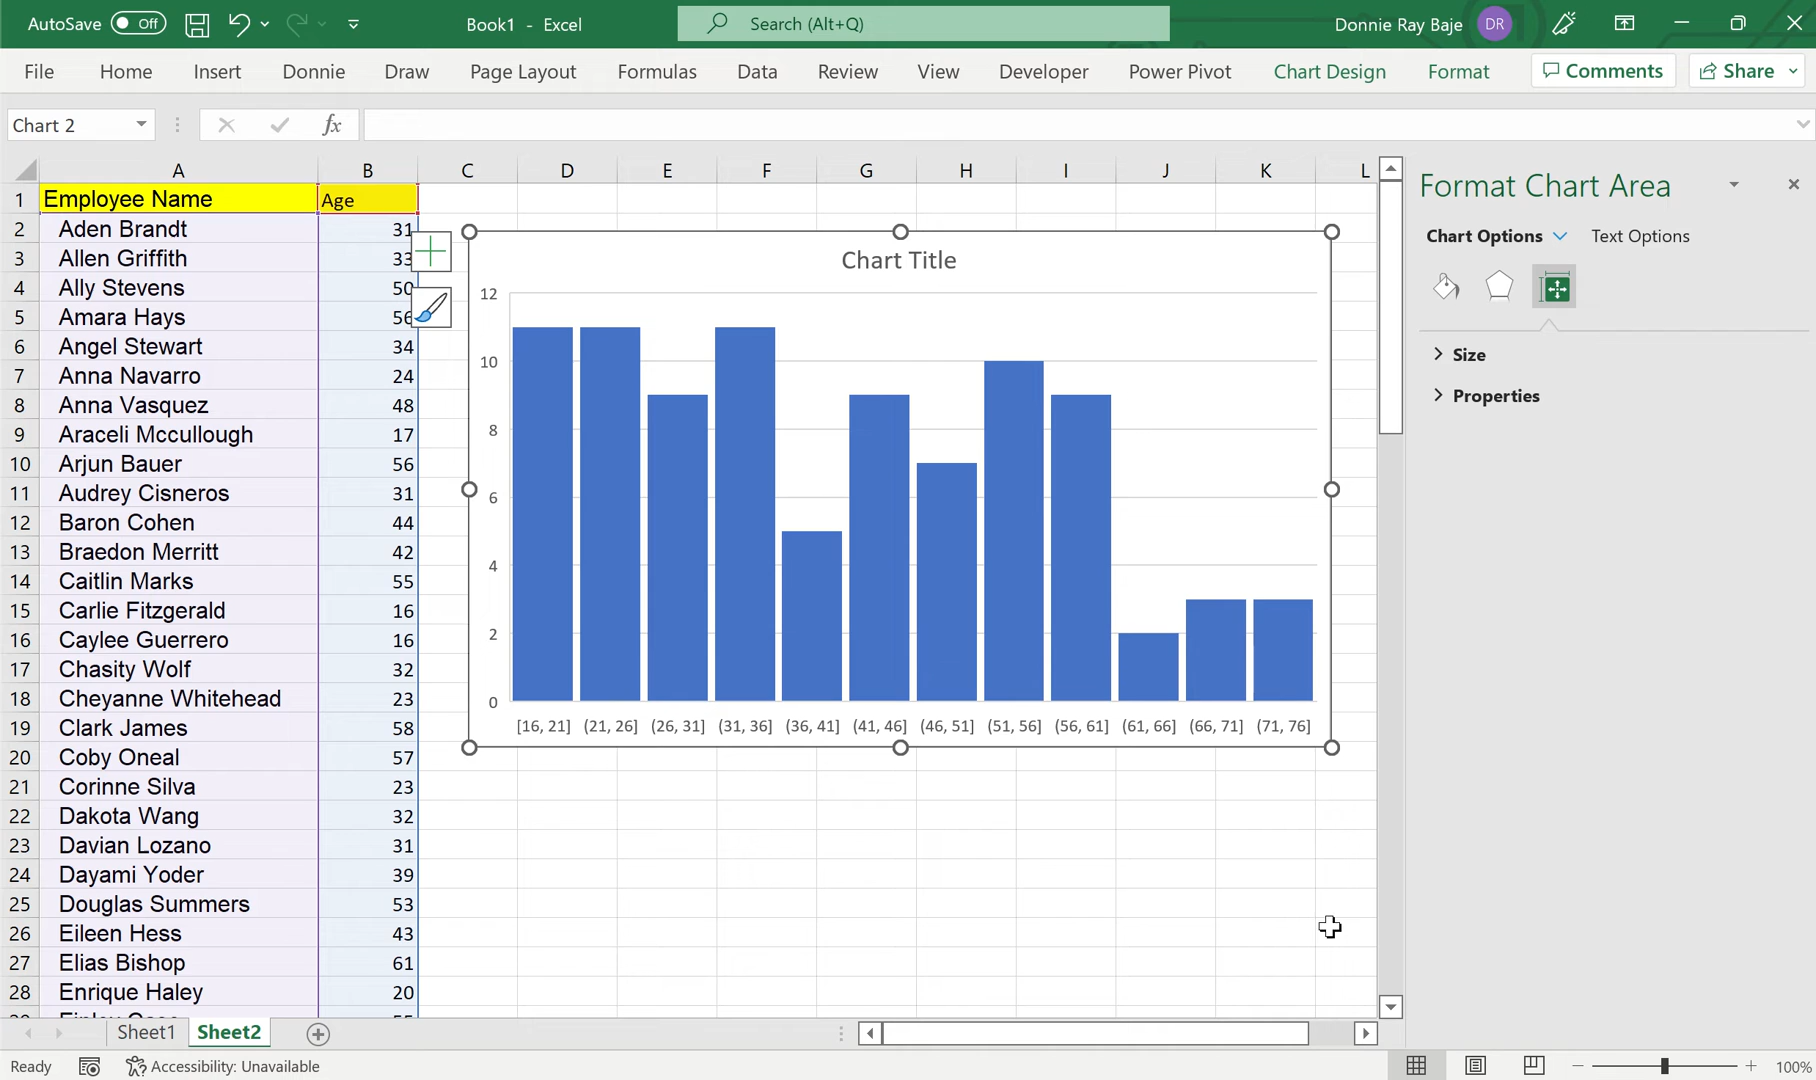 AutoSave Off Book1 - Excel Search (Alt+Q) Donnie Ray Baje DR
File Home Insert Donnie Draw Page Layout Formulas Data Review View Developer Power Pivot Chart Design Format Comments Share
Chart 2 fx
A B C D E F G H I J K L
1 Employee Name Age
2 Aden Brandt 31
3 Allen Griffith 33
4 Ally Stevens 50
5 Amara Hays 56
6 Angel Stewart 34
7 Anna Navarro 24
8 Anna Vasquez 48
9 Araceli Mccullough 17
10 Arjun Bauer 56
11 Audrey Cisneros 31
12 Baron Cohen 44
13 Braedon Merritt 42
14 Caitlin Marks 55
15 Carlie Fitzgerald 16
16 Caylee Guerrero 16
17 Chasity Wolf 32
18 Cheyanne Whitehead 23
19 Clark James 58
20 Coby Oneal 57
21 Corinne Silva 23
22 Dakota Wang 32
23 Davian Lozano 31
24 Dayami Yoder 39
25 Douglas Summers 53
26 Eileen Hess 43
27 Elias Bishop 61
28 Enrique Haley 20
Chart Title
12
10
8
6
4
2
0
[16, 21] (21, 26] (26, 31] (31, 36] (36, 41] (41, 46] (46, 51] (51, 56] (56, 61] (61, 66] (66, 71] (71, 76]
Format Chart Area
Chart Options Text Options
Size
Properties
Sheet1 Sheet2
Ready Accessibility: Unavailable 100%